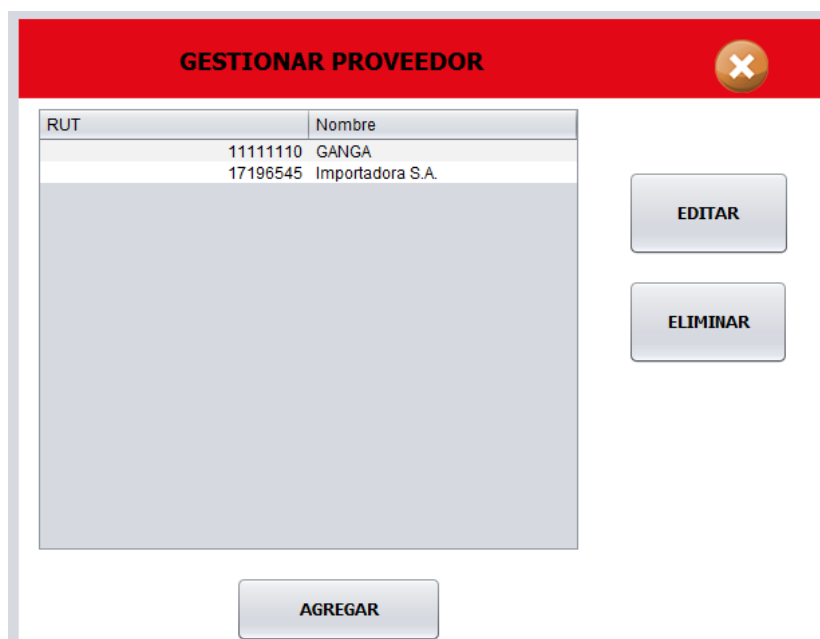 GESTIONAR PROVEEDOR
RUT Nombre
11111110 GANGA
17196545 Importadora S.A.
EDITAR
ELIMINAR
AGREGAR